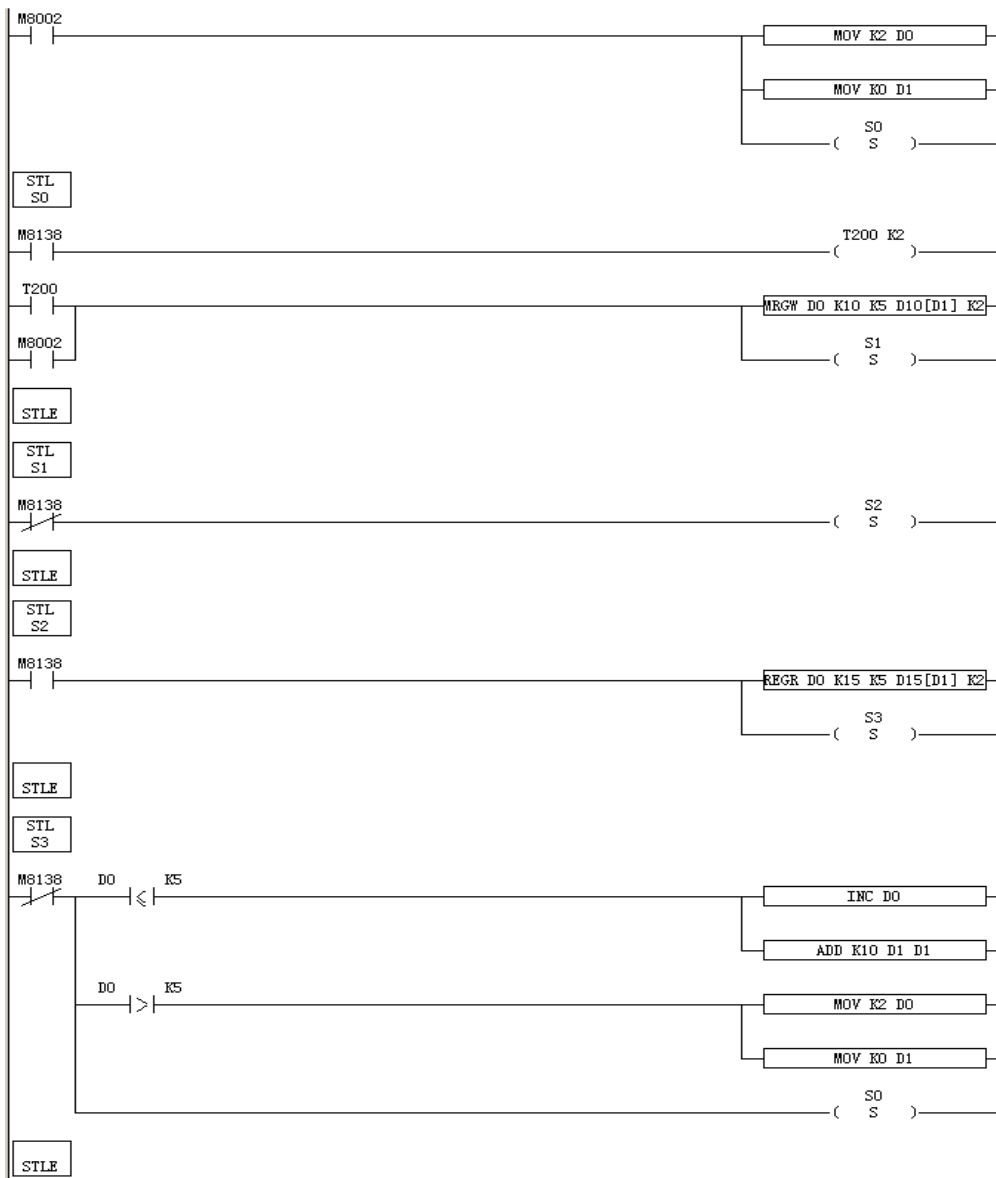 M8002
MOV K2 D0
MOV K0 D1
S0
( S )
STL
S0
M8138
T200 K2
( )
T200
MRGW D0 K10 K5 D10[D1] K2
M8002
S1
( S )
STLE
STL
S1
M8138
S2
( S )
STLE
STL
S2
M8138
REGR D0 K15 K5 D15[D1] K2
S3
( S )
STLE
STL
S3
M8138 D0 ≤ K5
INC D0
ADD K10 D1 D1
D0 > K5
MOV K2 D0
MOV K0 D1
S0
( S )
STLE